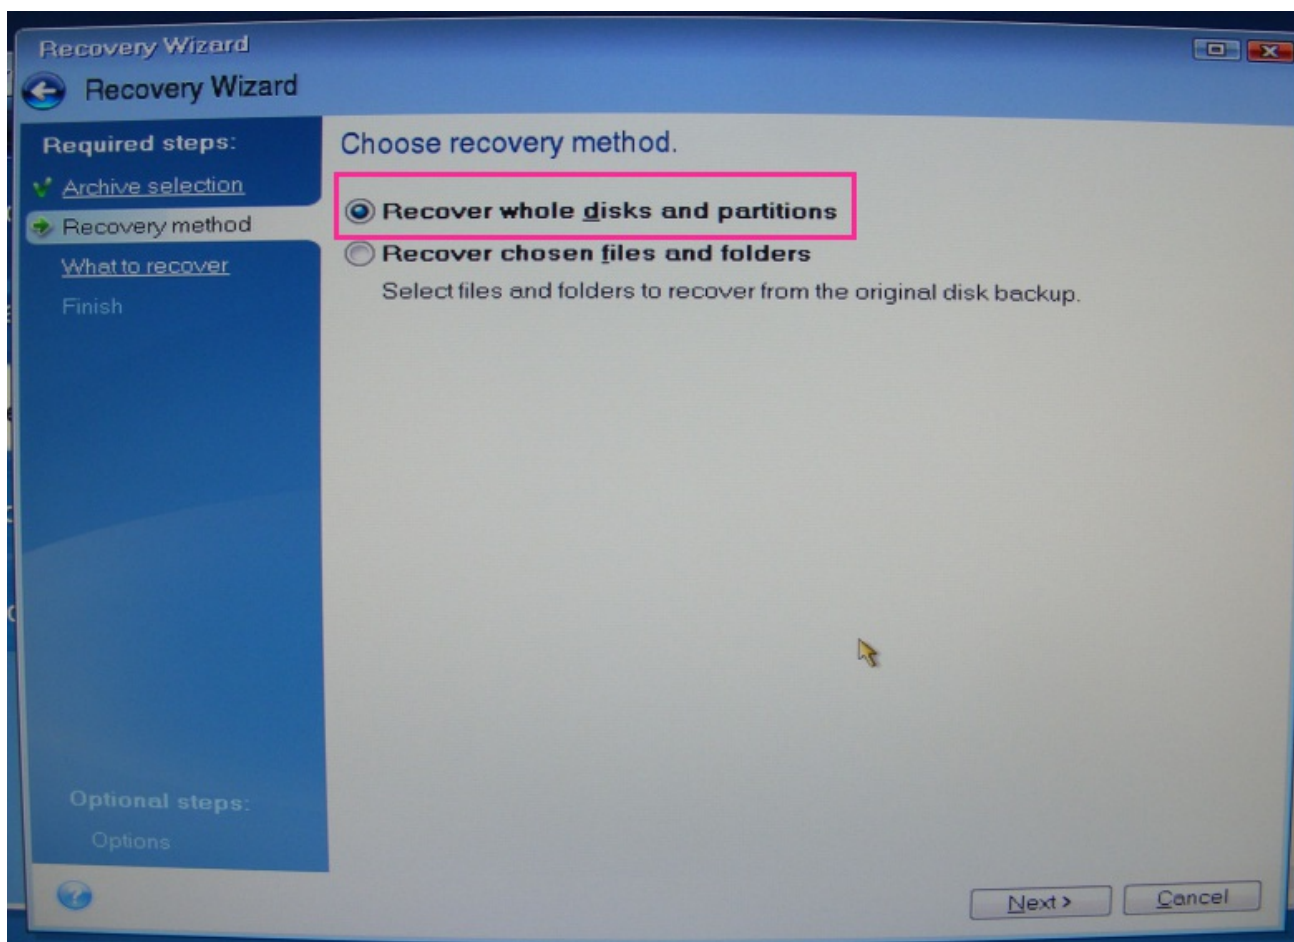 Recovery Wizard
Recovery Wizard
Required steps:
Archive selection
Recovery method
What to recover
Finish
Choose recovery method.
Recover whole disks and partitions
Recover chosen files and folders
Select files and folders to recover from the original disk backup.
Optional steps:
Options
Next >
Cancel